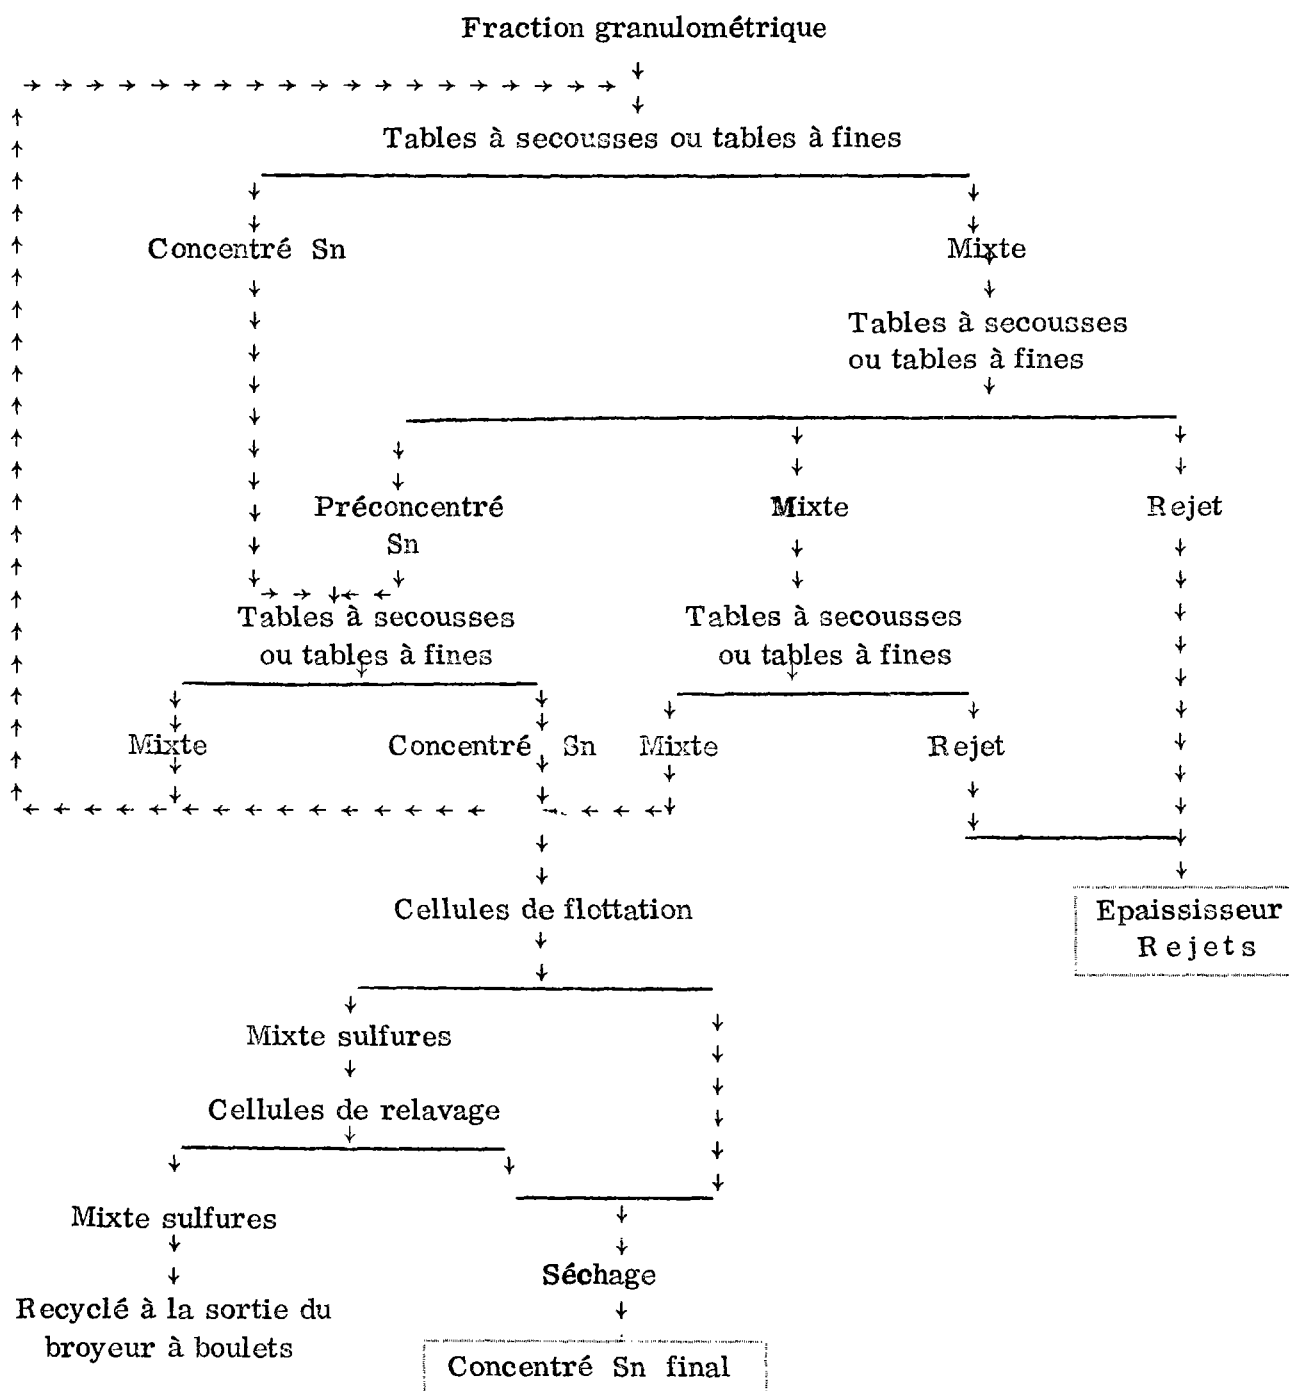 Fraction granulométrique
Tables à secousses ou tables à fines
Concentré Sn
Mixte
Tables à secousses
ou tables à fines
Préconcentré
Sn
Mixte
Rejet
Tables à secousses
ou tables à fines
Tables à secousses
ou tables à fines
Mixte
Concentré Sn
Mixte
Rejet
Cellules de flottation
Epaississeur
Rejets
Mixte sulfures
Cellules de relavage
Mixte sulfures
Séchage
Recyclé à la sortie du
broyeur à boulets
Concentré Sn final